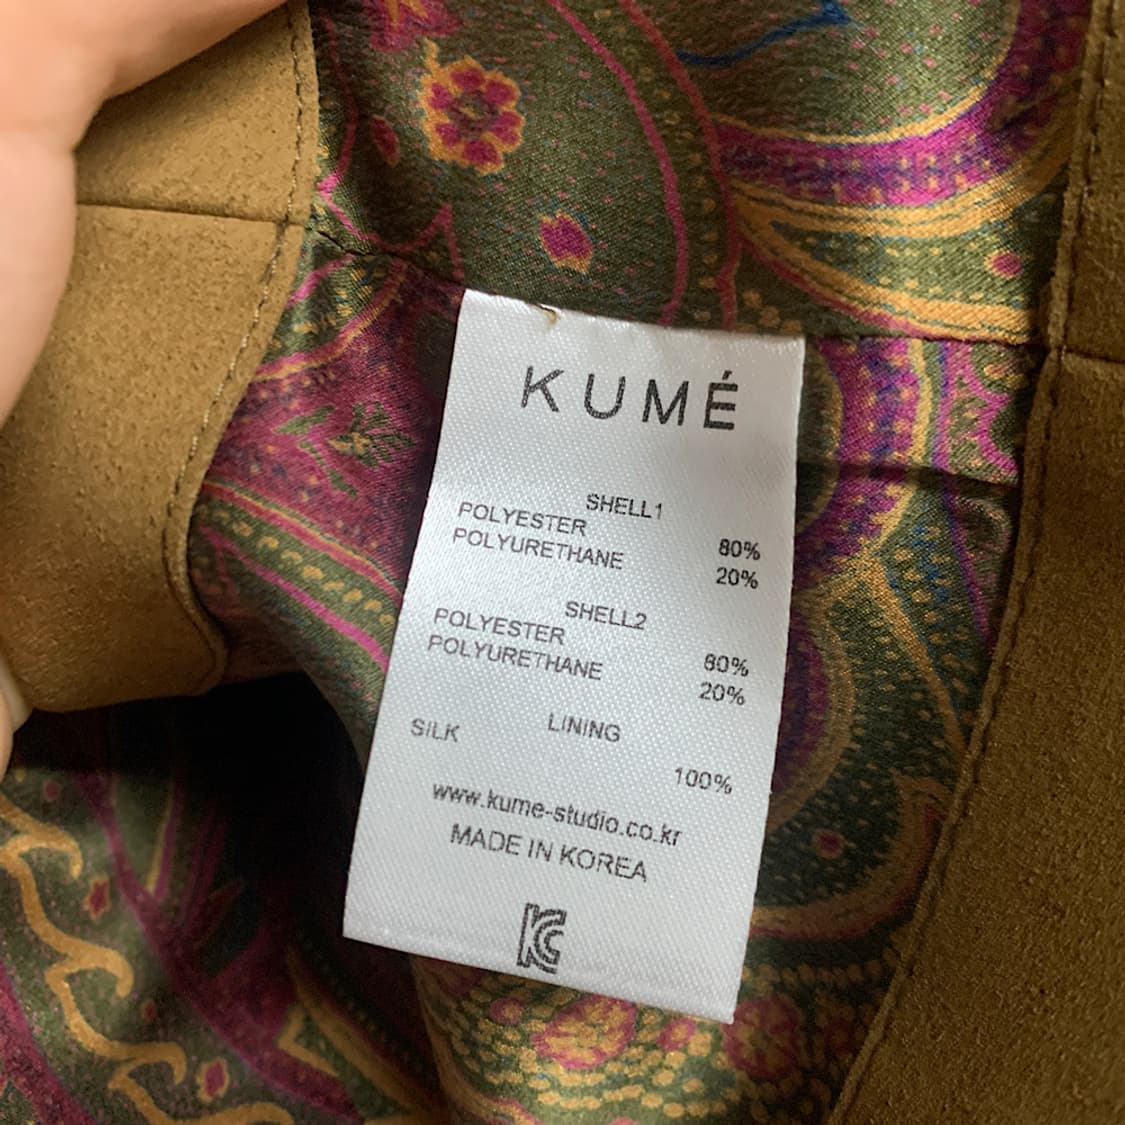 KUMÉ
SHELL1
POLYESTER 80%
POLYURETHANE 20%
SHELL2
POLYESTER 80%
POLYURETHANE 20%
LINING
SILK 100%
www.kume-studio.co.kr
MADE IN KOREA
KC